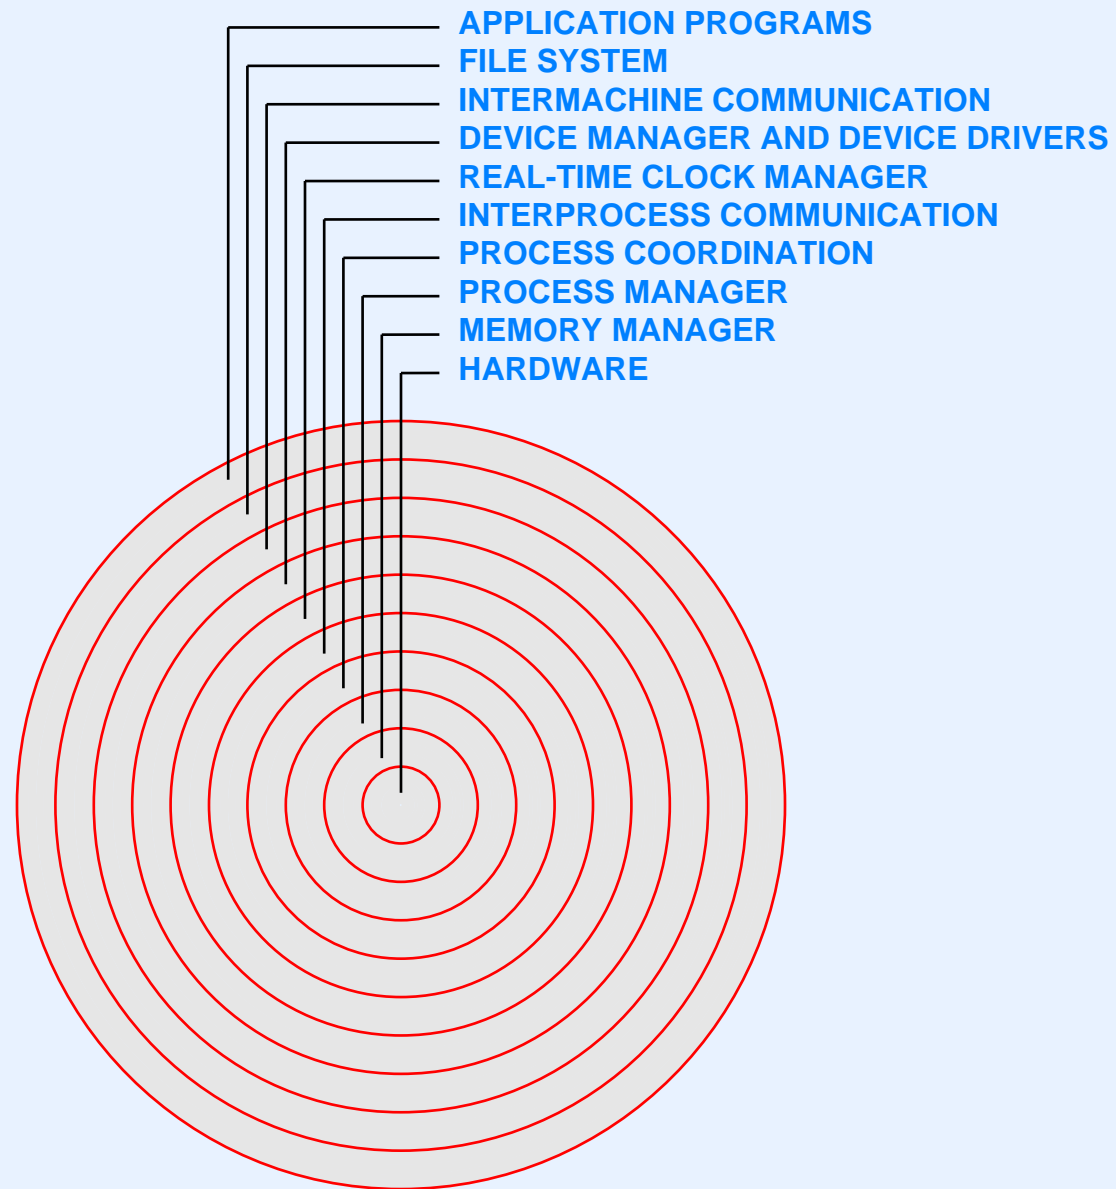 APPLICATION PROGRAMS
FILE SYSTEM
INTERMACHINE COMMUNICATION
DEVICE MANAGER AND DEVICE DRIVERS
REAL-TIME CLOCK MANAGER
INTERPROCESS COMMUNICATION
PROCESS COORDINATION
PROCESS MANAGER
MEMORY MANAGER
HARDWARE